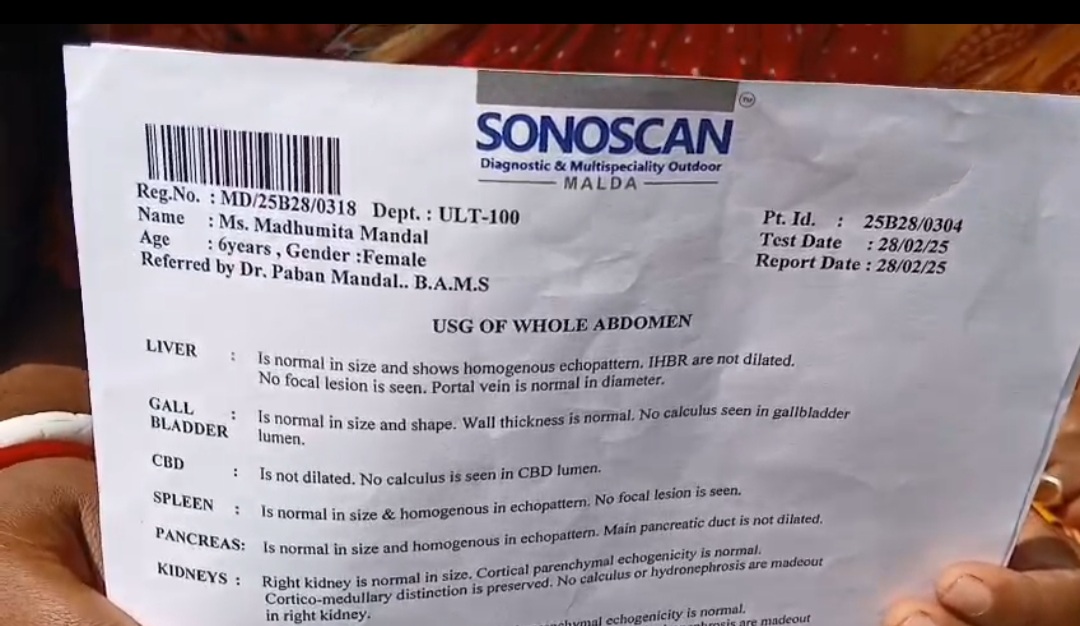 SONOSCAN
TM
Diagnostic & Multispeciality Outdoor
MALDA
Reg.No. : MD/25B28/0318 Dept. : ULT-100
Name : Ms. Madhumita Mandal
Age : 6years , Gender :Female
Referred by Dr. Paban Mandal.. B.A.M.S
Pt. Id. : 25B28/0304
Test Date : 28/02/25
Report Date : 28/02/25
USG OF WHOLE ABDOMEN
LIVER : Is normal in size and shows homogenous echopattern. IHBR are not dilated.
No focal lesion is seen. Portal vein is normal in diameter.
GALL BLADDER : Is normal in size and shape. Wall thickness is normal. No calculus seen in gallbladder
lumen.
CBD : Is not dilated. No calculus is seen in CBD lumen.
SPLEEN : Is normal in size & homogenous in echopattern. No focal lesion is seen.
PANCREAS: Is normal in size and homogenous in echopattern. Main pancreatic duct is not dilated.
KIDNEYS : Right kidney is normal in size. Cortical parenchymal echogenicity is normal.
Cortico-medullary distinction is preserved. No calculus or hydronephrosis are madeout
in right kidney.
echogenicity is normal.
are madeout